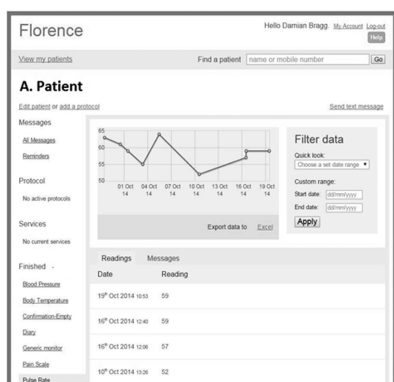 Florence
Hello Damian Bragg. My Account Log out
Help
View my patients
Find a patient name or mobile number Go
A. Patient
Edit patient or add a protocol
Send text message
Messages
All Messages
Reminders
Protocol
No active protocols
Services
No current services
Finished -
Blood Pressure
Body Temperature
Confirmation-Empty
Diary
Generic monitor
Pain Scale
Pulse Rate
65
60
55
50
01 Oct 14
04 Oct 14
07 Oct 14
10 Oct 14
13 Oct 14
16 Oct 14
19 Oct 14
Export data to Excel
Filter data
Quick look:
Choose a set date range
Custom range:
Start date: dd/mm/yyyy
End date: dd/mm/yyyy
Apply
Readings Messages
Date Reading
19th Oct 2014 10:53 59
16th Oct 2014 12:40 59
16th Oct 2014 12:06 57
10th Oct 2014 13:26 52